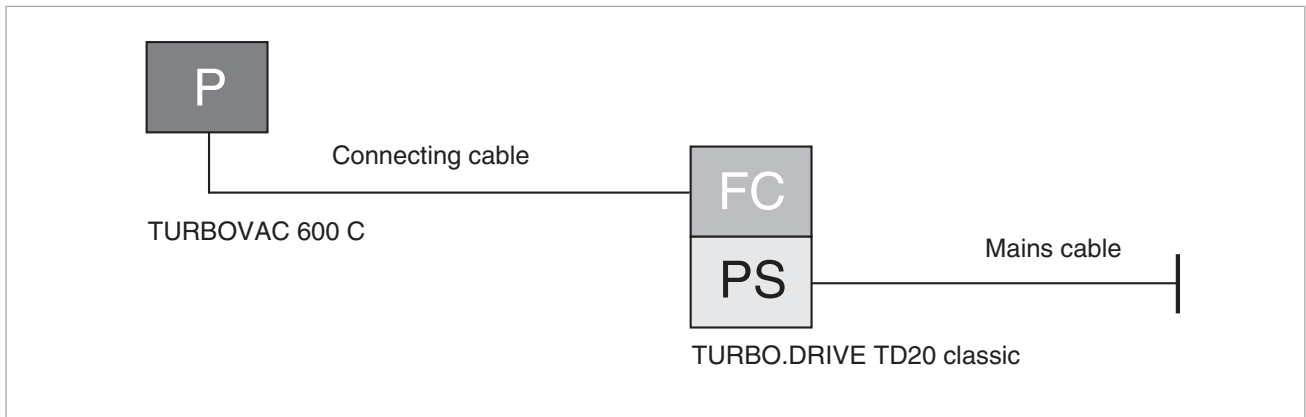 P
Connecting cable
FC
TURBOVAC 600 C
Mains cable
PS
TURBO.DRIVE TD20 classic